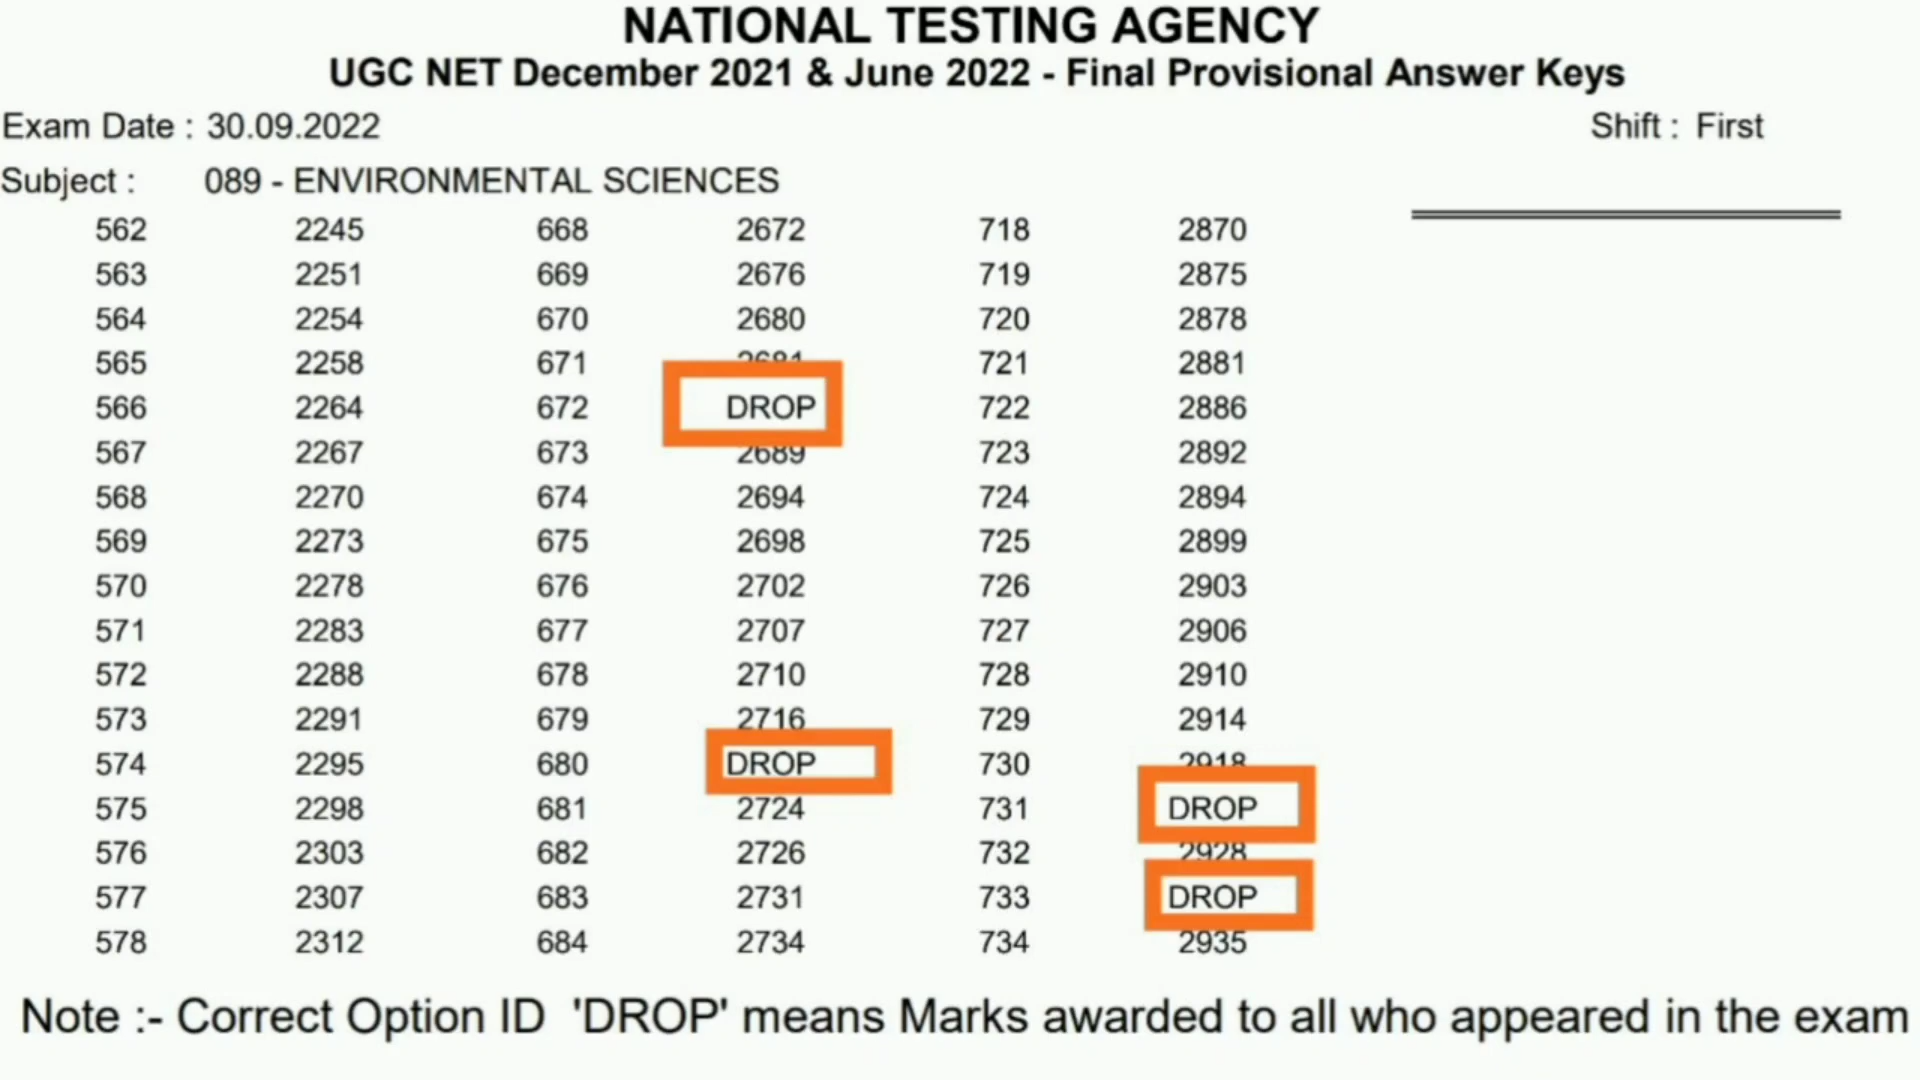 NATIONAL TESTING AGENCY
UGC NET December 2021 & June 2022 - Final Provisional Answer Keys
Exam Date : 30.09.2022 Shift : First
Subject : 089 - ENVIRONMENTAL SCIENCES
562 2245 668 2672 718 2870
563 2251 669 2676 719 2875
564 2254 670 2680 720 2878
565 2258 671 2681 721 2881
566 2264 672 DROP 722 2886
567 2267 673 2689 723 2892
568 2270 674 2694 724 2894
569 2273 675 2698 725 2899
570 2278 676 2702 726 2903
571 2283 677 2707 727 2906
572 2288 678 2710 728 2910
573 2291 679 2716 729 2914
574 2295 680 DROP 730 2918
575 2298 681 2724 731 DROP
576 2303 682 2726 732 2928
577 2307 683 2731 733 DROP
578 2312 684 2734 734 2935
Note :- Correct Option ID 'DROP' means Marks awarded to all who appeared in the exam